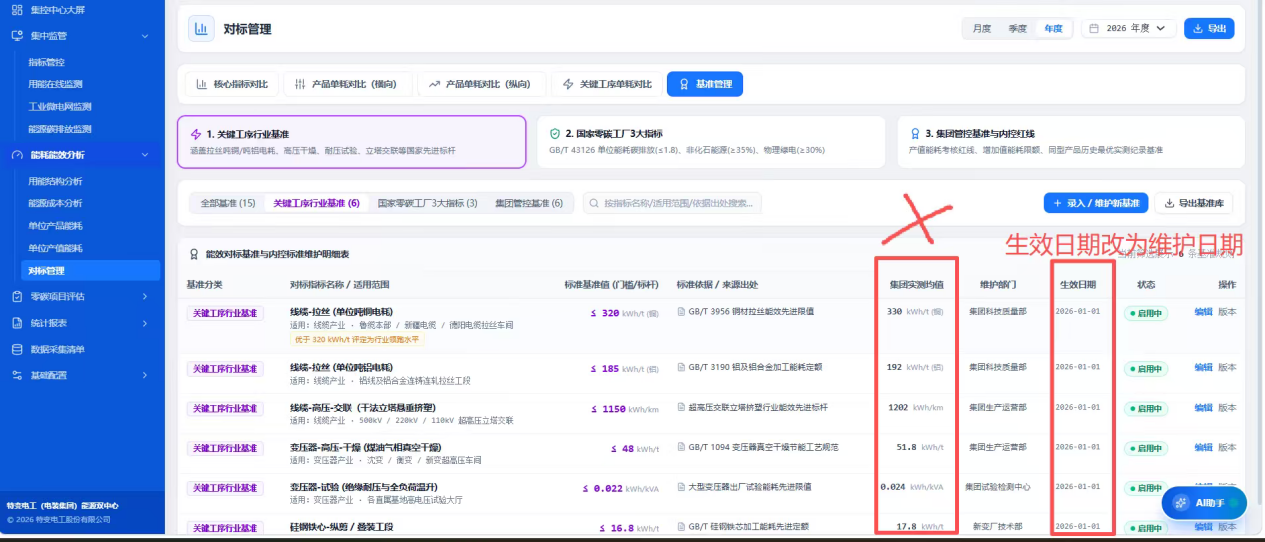 集控中心大屏
集中监管
指标管控
用能在线监测
工业微电网监测
能源碳排放监测
能耗能效分析
用能结构分析
能源成本分析
单位产品能耗
单位产值能耗
对标管理
零碳项目评估
统计报表
数据采集清单
基础配置
特变电工（电装集团）能源双中心
© 2026 特变电工股份有限公司
对标管理
月度 季度 年度 2026 年度 导出
核心指标对比 产品单耗对比（横向） 产品单耗对比（纵向） 关键工序单耗对比 基准管理
1. 关键工序行业基准
涵盖拉丝吨铜/吨铝电耗、高压干燥、耐压试验、立塔交联等国家先进标杆
2. 国家零碳工厂3大指标
GB/T 43126 单位能耗碳排放(≤1.8)、非化石能源(≥35%)、物理绿电(≥30%)
3. 集团管控基准与内控红线
产值能耗考核红线、增加值能耗限额、同型产品历史最优实测记录基准
全部基准 (15) 关键工序行业基准 (6) 国家零碳工厂3大指标 (3) 集团管控基准 (6) 按指标名称/适用范围/依据出处搜索... + 录入 / 维护新基准 导出基准库
生效日期改为维护日期
能效对标基准与内控标准维护明细表
基准分类 对标指标名称 / 适用范围 标准基准值 (门槛/标杆) 标准依据 / 来源出处 集团实测均值 维护部门 生效日期 状态 操作
关键工序行业基准 线缆-拉丝 (单位吨铜电耗) ≤ 320 kWh/t (铜) GB/T 3956 铜材拉丝能效先进限值 330 kWh/t (铜) 集团科技质量部 2026-01-01 启用中 编辑 版本
适用: 线缆产业 · 鲁缆本部 / 新疆电缆 / 德阳电缆拉丝车间
优于 320 kWh/t 评定为行业领跑水平
关键工序行业基准 线缆-拉丝 (单位吨铝电耗) ≤ 185 kWh/t (铝) GB/T 3190 铝及铝合金加工能耗定额 192 kWh/t (铝) 集团科技质量部 2026-01-01 启用中 编辑 版本
适用: 线缆产业 · 铝线及铝合金连铸连轧拉丝工段
关键工序行业基准 线缆-高压-交联（干法立塔悬垂挤塑） ≤ 1150 kWh/km 超高压交联立塔挤塑行业能效先进标杆 1202 kWh/km 集团生产运营部 2026-01-01 启用中 编辑 版本
适用: 线缆产业 · 500kV / 220kV / 110kV 超高压立塔交联
关键工序行业基准 变压器-高压-干燥 (煤油气相真空干燥) ≤ 48 kWh/t GB/T 1094 变压器真空干燥节能工艺规范 51.8 kWh/t 集团生产运营部 2026-01-01 启用中 编辑 版本
适用: 变压器产业 · 沈变 / 衡变 / 新变超高压车间
关键工序行业基准 变压器-试验 (绝缘耐压与全负荷温升) ≤ 0.022 kWh/kVA 大型变压器出厂试验能耗先进限值 0.024 kWh/kVA 集团试验检测中心 2026-01-01 启用中
适用: 变压器产业 · 各直属基地高电压试验大厅
AI助手
关键工序行业基准 硅钢铁心-纵剪 / 叠装工段 ≤ 16.8 kWh/t GB/T 硅钢铁芯加工能耗先进定额 17.8 kWh/t 新变厂技术部 2026-01-01 启用中 编辑 版本